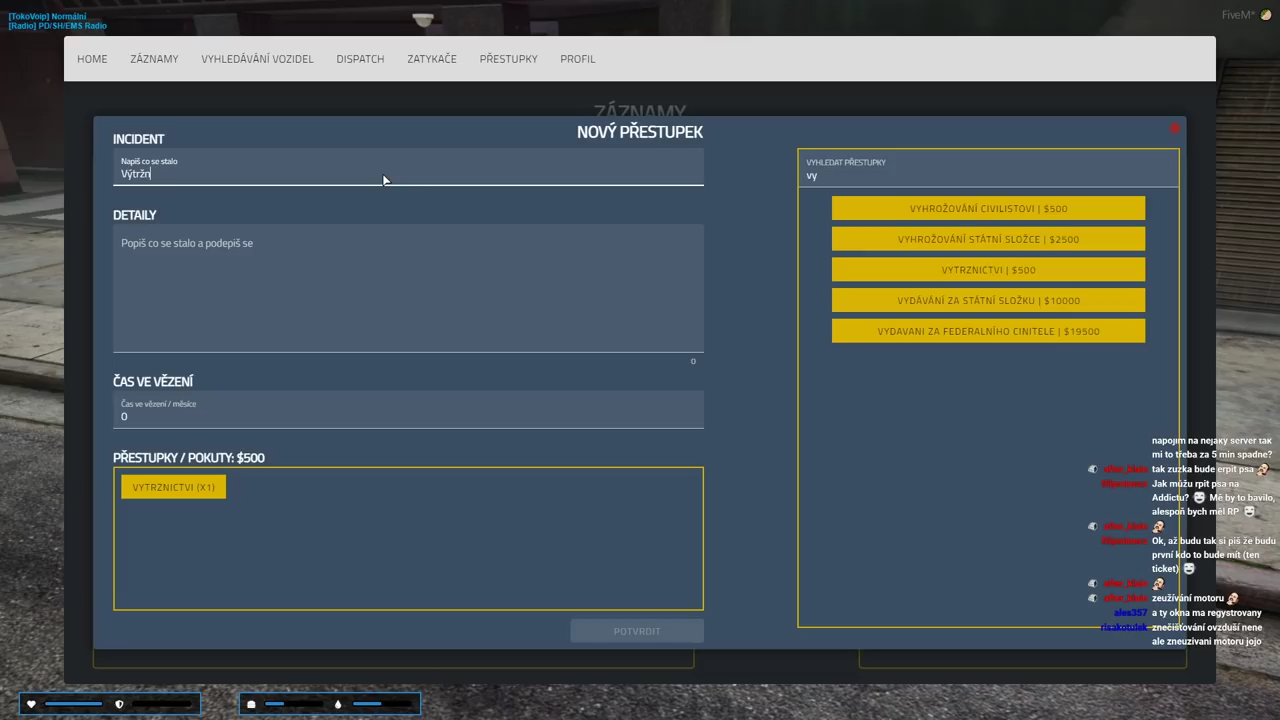 [TokoVoip] Normální
[Radio] PD/SH/EMS Radio
FiveM*
HOME
ZÁZNAMY
VYHLEDÁVÁNÍ VOZIDEL
DISPATCH
ZATYKAČE
PŘESTUPKY
PROFIL
ZÁZNAMY
NOVÝ PŘESTUPEK
INCIDENT
Napiš co se stalo
Výtržn
DETAILY
Popiš co se stalo a podepiš se
0
ČAS VE VĚZENÍ
Čas ve vězení / měsíce
0
PŘESTUPKY / POKUTY: $500
VYTRZNICTVI (X1)
POTVRDIT
VYHLEDAT PŘESTUPKY
vy
VYHROŽOVÁNÍ CIVILISTOVI | $500
VYHROŽOVÁNÍ STÁTNÍ SLOŽCE | $2500
VYTRZNICTVI | $500
VYDÁVÁNÍ ZA STÁTNÍ SLOŽKU | $10000
VYDAVANI ZA FEDERALNÍHO CINITELE | $19500
napojim na nejaky server tak
mi to třeba za 5 min spadne?
tak zuzka bude erpit psa
Jak můžu rpit psa na
Addictu? Mě by to bavilo,
alespoň bych měl RP
Ok, až budu tak si piš že budu
první kdo to bude mít (ten
ticket)
zeužívání motoru
ales357 a ty okna ma regystrovany
risakotulek znečišťování ovzduší nene
ale zneuzivani motoru jojo